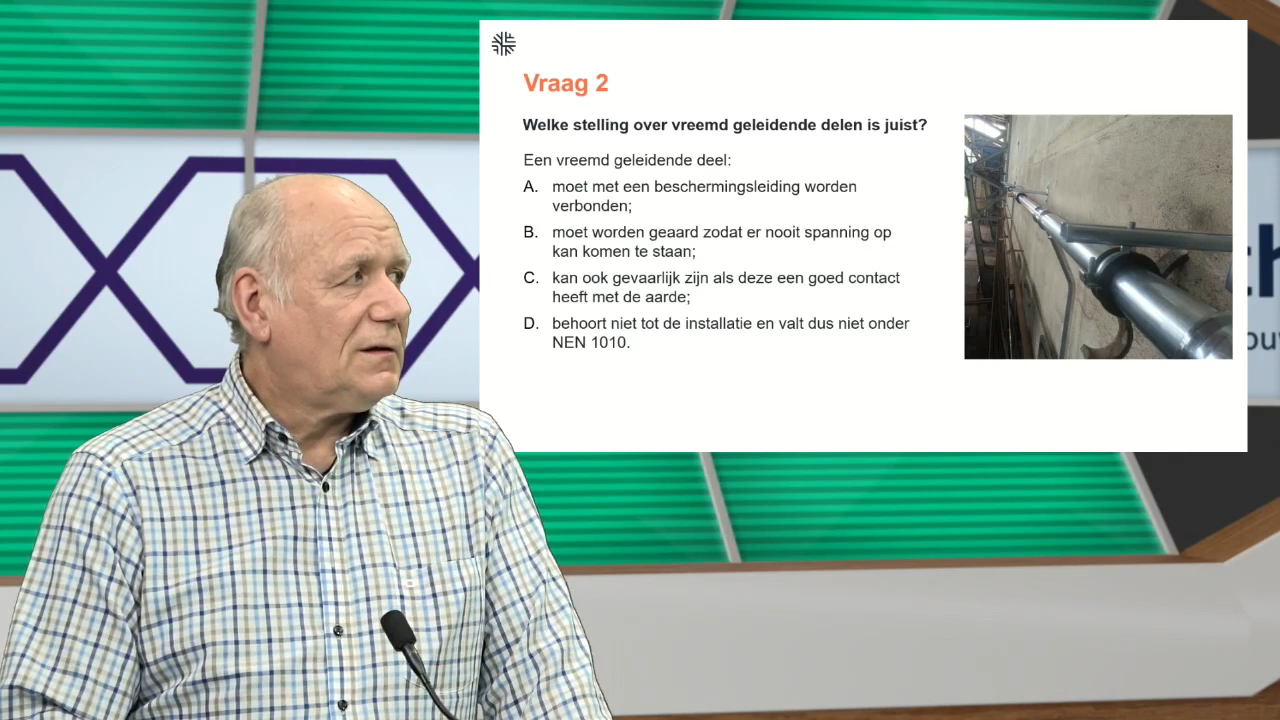 Vraag 2
Welke stelling over vreemd geleidende delen is juist?
Een vreemd geleidende deel:
A. moet met een beschermingsleiding worden
verbonden;
B. moet worden geaard zodat er nooit spanning op
kan komen te staan;
C. kan ook gevaarlijk zijn als deze een goed contact
heeft met de aarde;
D. behoort niet tot de installatie en valt dus niet onder
NEN 1010.